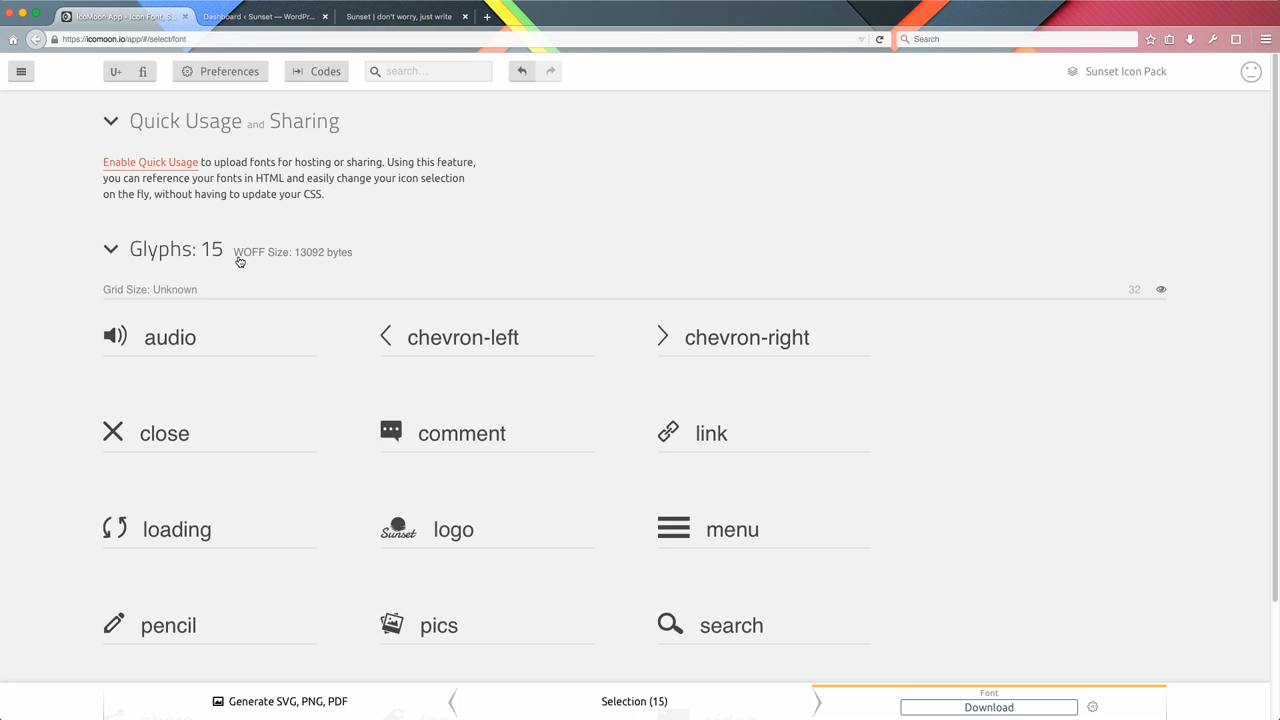 IcoMoon App - Icon Font, S...
Dashboard ‹ Sunset — WordPr...
Sunset | don't worry, just write
https://icomoon.io/app/#/select/font
Search
U+
fi
Preferences
Codes
search...
Sunset Icon Pack
Quick Usage and Sharing
Enable Quick Usage to upload fonts for hosting or sharing. Using this feature,
you can reference your fonts in HTML and easily change your icon selection
on the fly, without having to update your CSS.
Glyphs: 15 WOFF Size: 13092 bytes
Grid Size: Unknown
32
audio
chevron-left
chevron-right
close
comment
link
loading
Sunset
logo
menu
pencil
pics
search
Generate SVG, PNG, PDF
Selection (15)
Font
Download
share
video